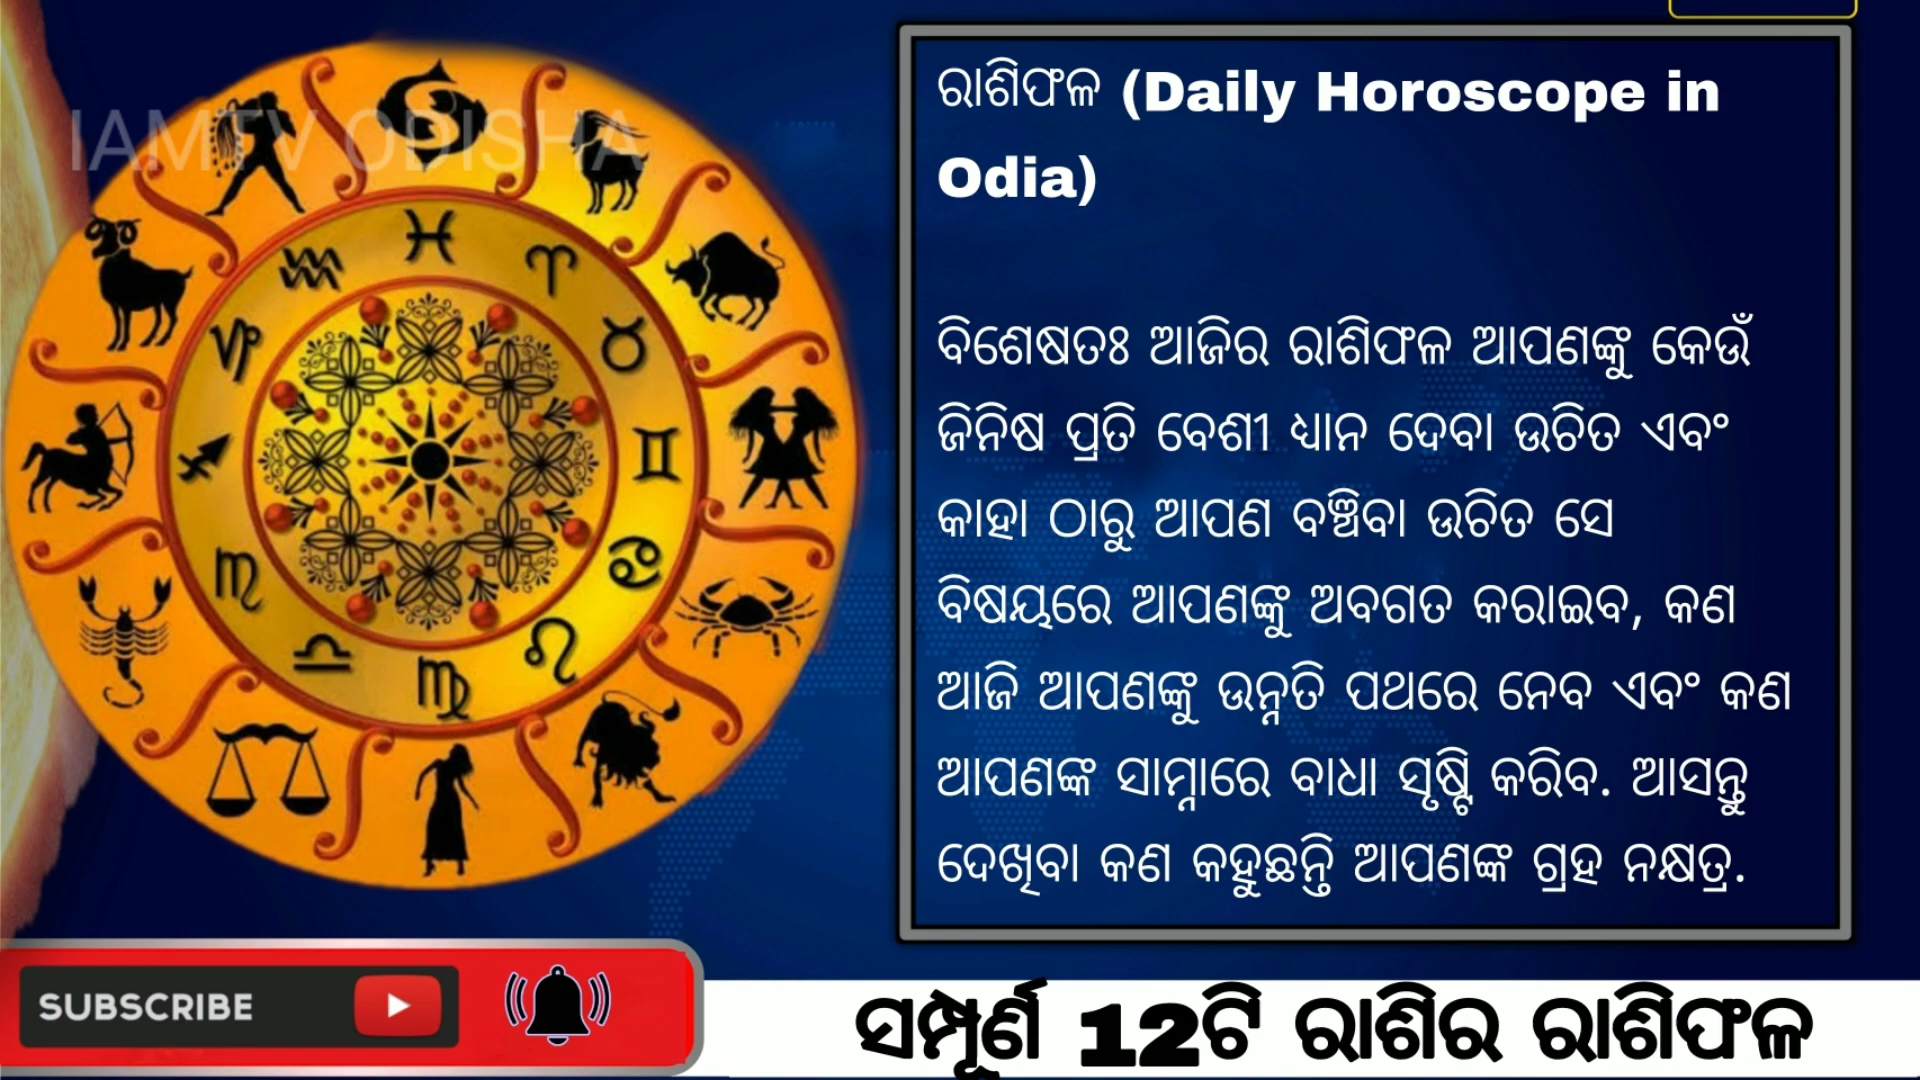 IAMTV ODISHA
ରାଶିଫଳ (Daily Horoscope in
Odia)
ବିଶେଷତଃ ଆଜିର ରାଶିଫଳ ଆପଣଙ୍କୁ କେଉଁ
ଜିନିଷ ପ୍ରତି ବେଶୀ ଧ୍ୟାନ ଦେବା ଉଚିତ ଏବଂ
କାହା ଠାରୁ ଆପଣ ବଞ୍ଚିବା ଉଚିତ ସେ
ବିଷୟରେ ଆପଣଙ୍କୁ ଅବଗତ କରାଇବ, କଣ
ଆଜି ଆପଣଙ୍କୁ ଉନ୍ନତି ପଥରେ ନେବ ଏବଂ କଣ
ଆପଣଙ୍କ ସାମ୍ନାରେ ବାଧା ସୃଷ୍ଟି କରିବ. ଆସନ୍ତୁ
ଦେଖିବା କଣ କହୁଛନ୍ତି ଆପଣଙ୍କ ଗ୍ରହ ନକ୍ଷତ୍ର.
SUBSCRIBE
ସମ୍ପୂର୍ଣ 12ଟି ରାଶିର ରାଶିଫଳ